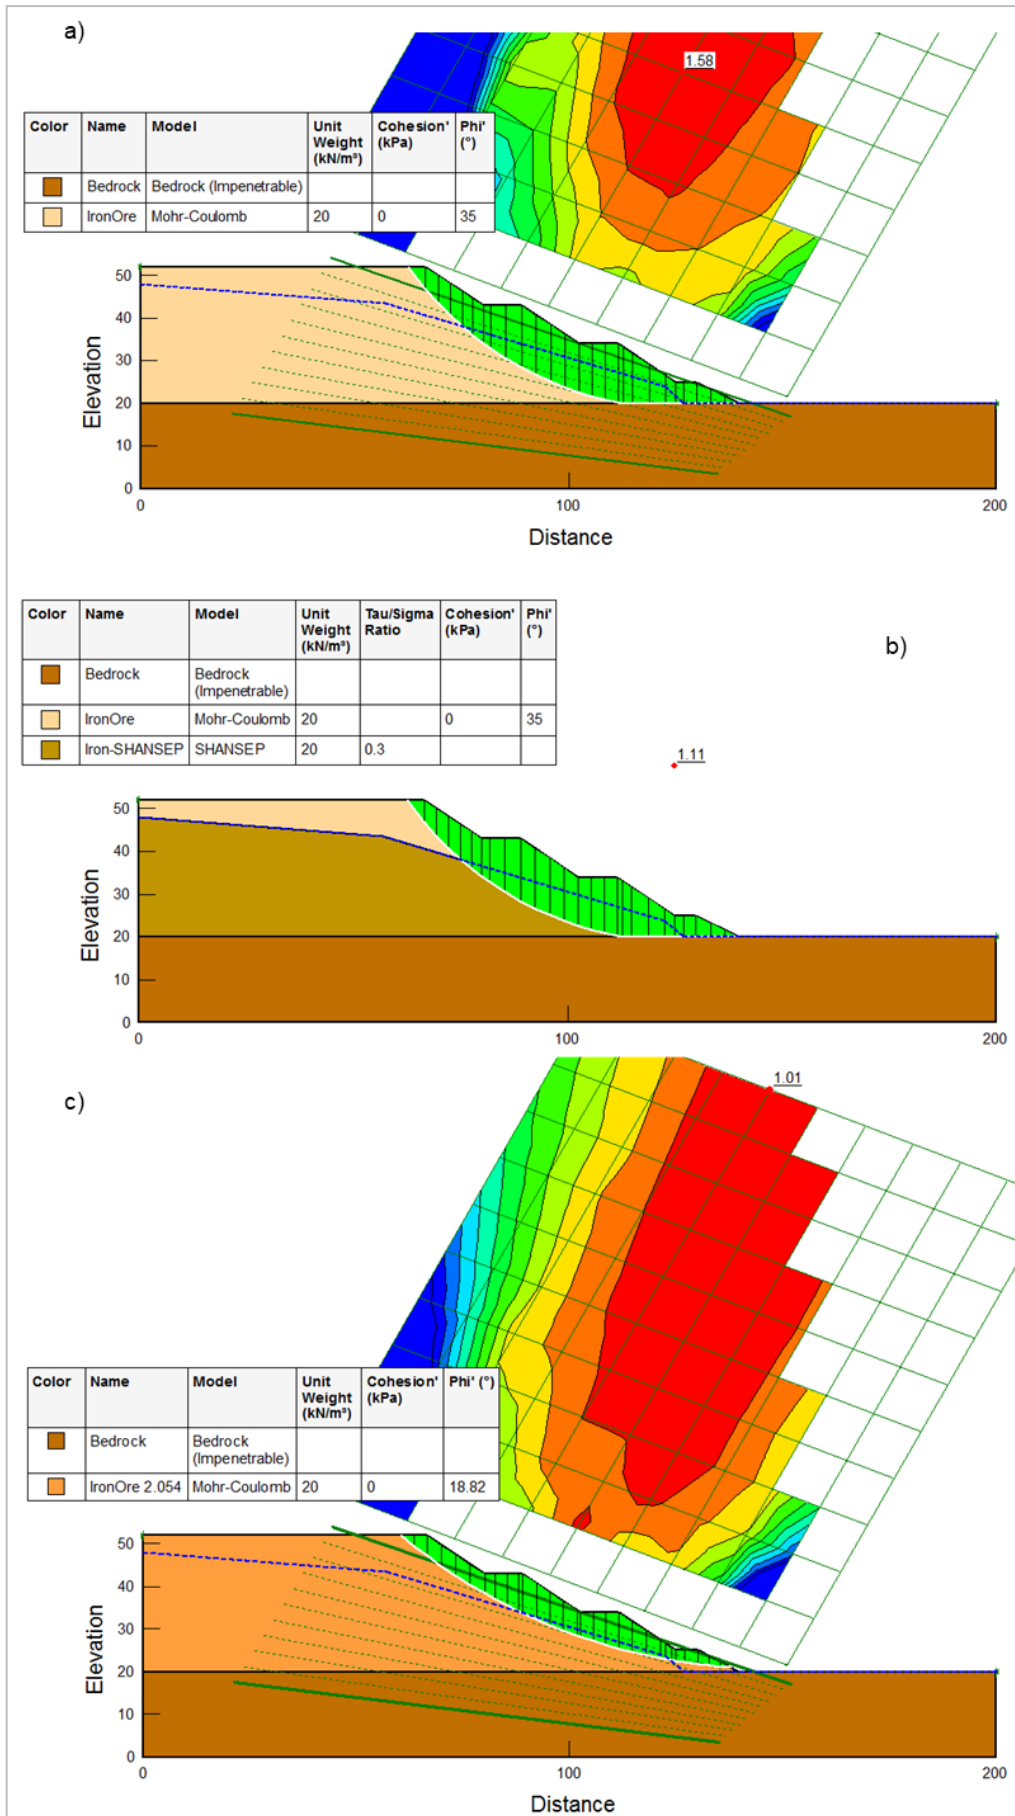 a)
1.58
Color Name Model Unit Weight (kN/m³) Cohesion' (kPa) Phi' (°)
Bedrock Bedrock (Impenetrable)
IronOre Mohr-Coulomb 20 0 35
50
40
30
20
10
0
Elevation
0 100 200
Distance
Color Name Model Unit Weight (kN/m³) Tau/Sigma Ratio Cohesion' (kPa) Phi' (°)
Bedrock Bedrock (Impenetrable)
IronOre Mohr-Coulomb 20 0 35
Iron-SHANSEP SHANSEP 20 0.3
b)
1.11
50
40
30
20
10
0
Elevation
0 100 200
c)
1.01
Color Name Model Unit Weight (kN/m³) Cohesion' (kPa) Phi' (°)
Bedrock Bedrock (Impenetrable)
IronOre 2.054 Mohr-Coulomb 20 0 18.82
50
40
30
20
10
0
Elevation
0 100 200
Distance